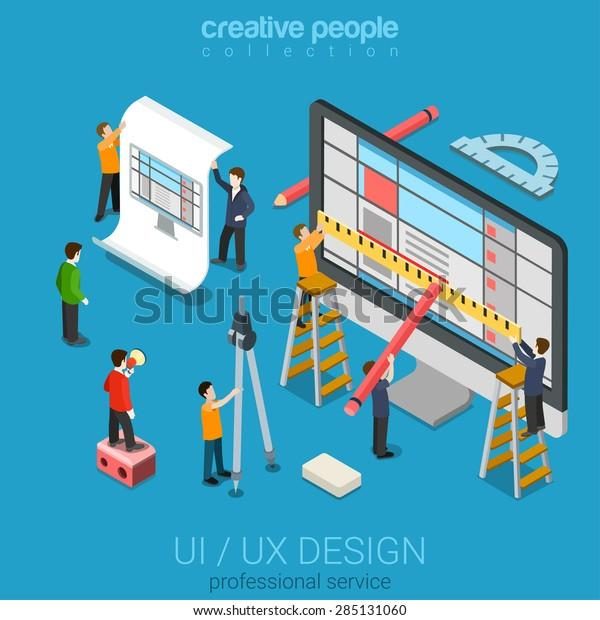 creative people
collection
shutterstock
UI / UX DESIGN
professional service
www.shutterstock.com · 285131060